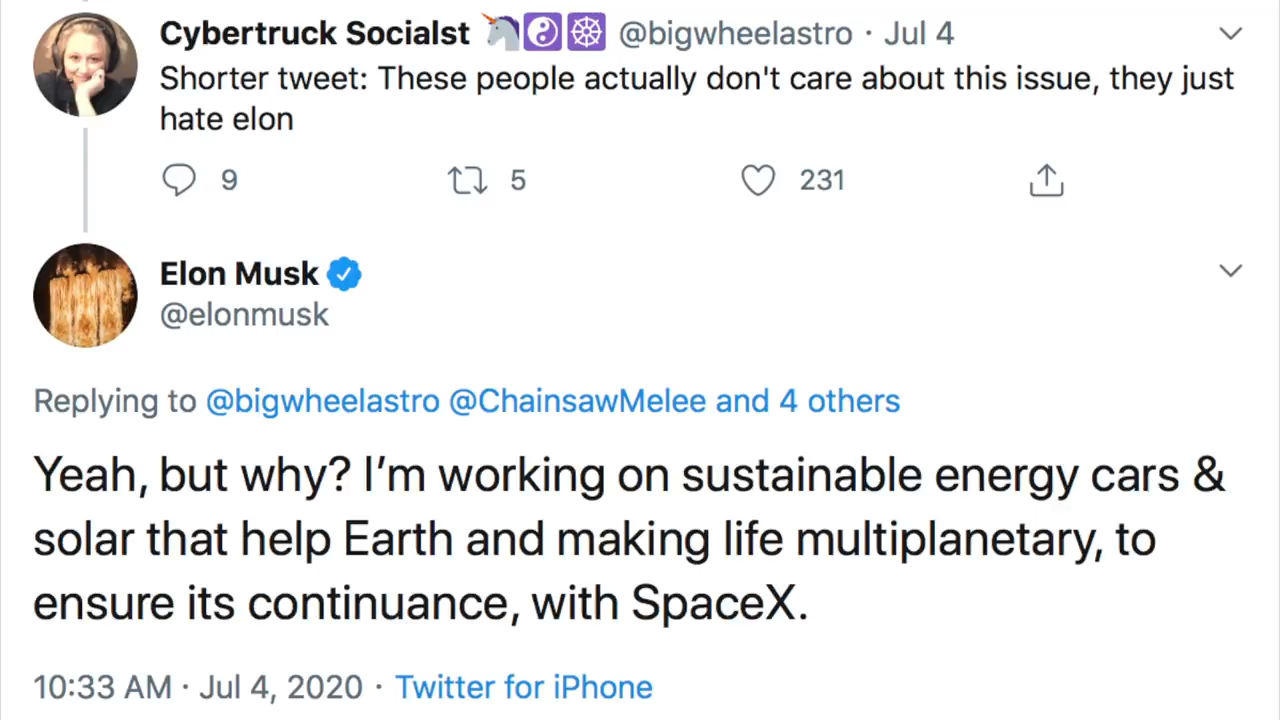 Cybertruck Socialst 🦄☯️☸️ @bigwheelastro · Jul 4
Shorter tweet: These people actually don't care about this issue, they just
hate elon
9 5 231
Elon Musk
@elonmusk
Replying to @bigwheelastro @ChainsawMelee and 4 others
Yeah, but why? I’m working on sustainable energy cars &
solar that help Earth and making life multiplanetary, to
ensure its continuance, with SpaceX.
10:33 AM · Jul 4, 2020 · Twitter for iPhone